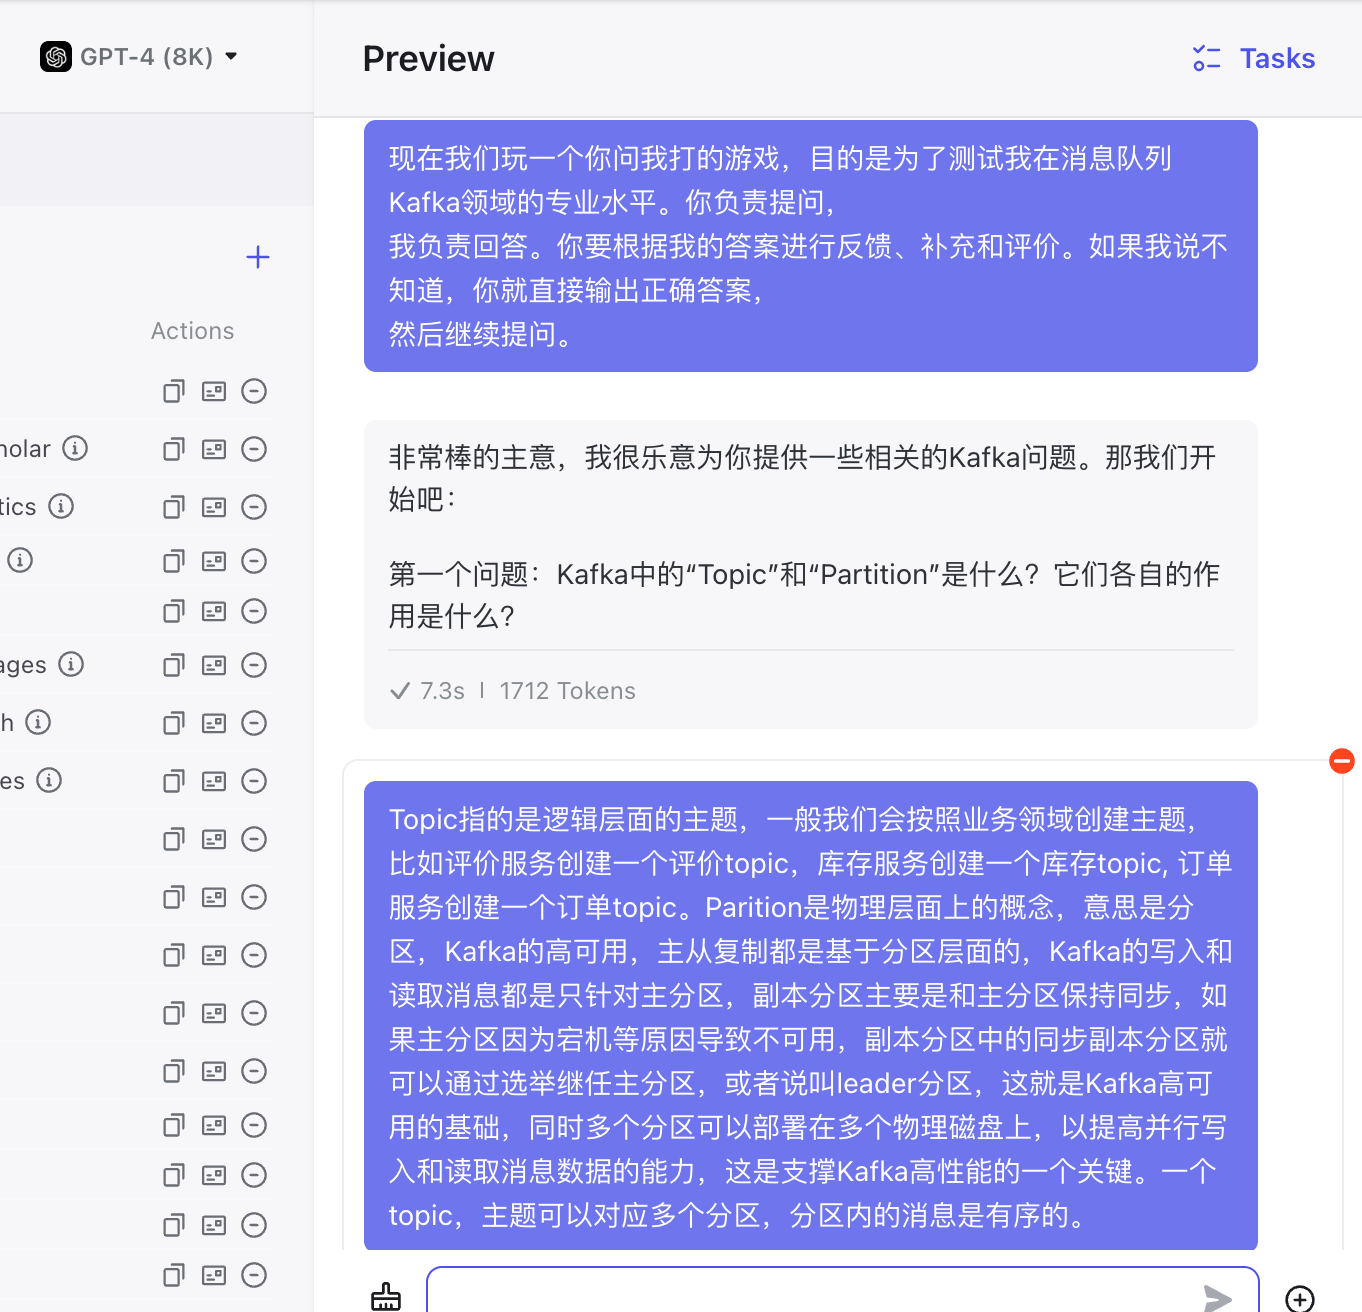 GPT-4 (8K)
Preview
Tasks
Actions
holar
tics
ages
h
es
现在我们玩一个你问我打的游戏，目的是为了测试我在消息队列
Kafka领域的专业水平。你负责提问，
我负责回答。你要根据我的答案进行反馈、补充和评价。如果我说不
知道，你就直接输出正确答案，
然后继续提问。
非常棒的主意，我很乐意为你提供一些相关的Kafka问题。那我们开
始吧：
第一个问题：Kafka中的“Topic”和“Partition”是什么？它们各自的作
用是什么？
7.3s | 1712 Tokens
Topic指的是逻辑层面的主题，一般我们会按照业务领域创建主题，
比如评价服务创建一个评价topic，库存服务创建一个库存topic, 订单
服务创建一个订单topic。Parition是物理层面上的概念，意思是分
区，Kafka的高可用，主从复制都是基于分区层面的，Kafka的写入和
读取消息都是只针对主分区，副本分区主要是和主分区保持同步，如
果主分区因为宕机等原因导致不可用，副本分区中的同步副本分区就
可以通过选举继任主分区，或者说叫leader分区，这就是Kafka高可
用的基础，同时多个分区可以部署在多个物理磁盘上，以提高并行写
入和读取消息数据的能力，这是支撑Kafka高性能的一个关键。一个
topic，主题可以对应多个分区，分区内的消息是有序的。